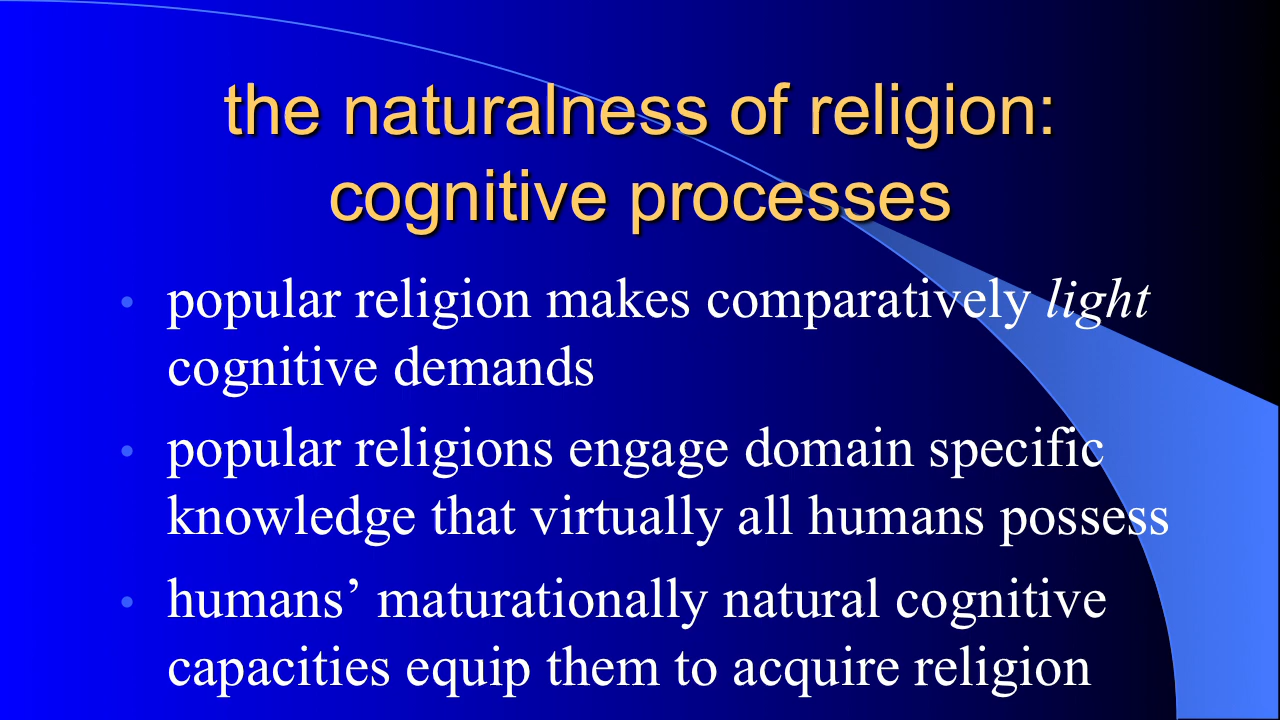 the naturalness of religion:
cognitive processes
• popular religion makes comparatively light
cognitive demands
• popular religions engage domain specific
knowledge that virtually all humans possess
• humans’ maturationally natural cognitive
capacities equip them to acquire religion